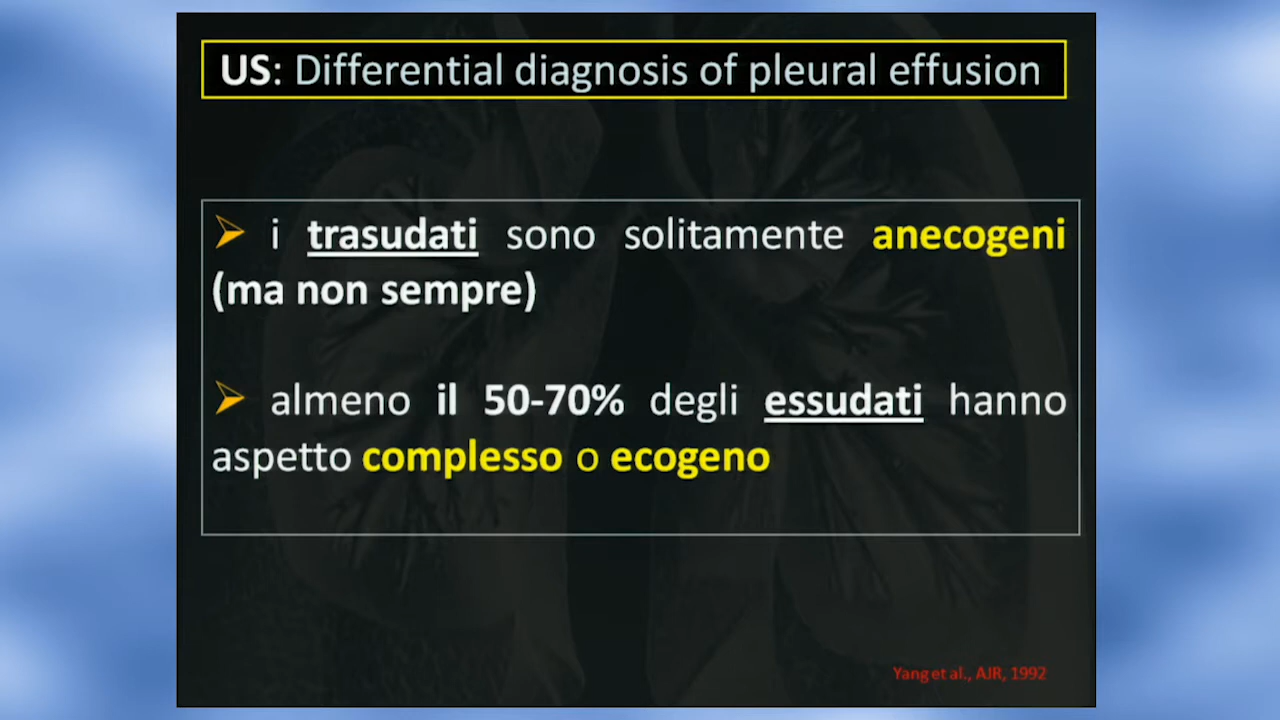 US: Differential diagnosis of pleural effusion
i trasudati sono solitamente anecogeni
(ma non sempre)
almeno il 50-70% degli essudati hanno
aspetto complesso o ecogeno
Yang et al., AJR, 1992